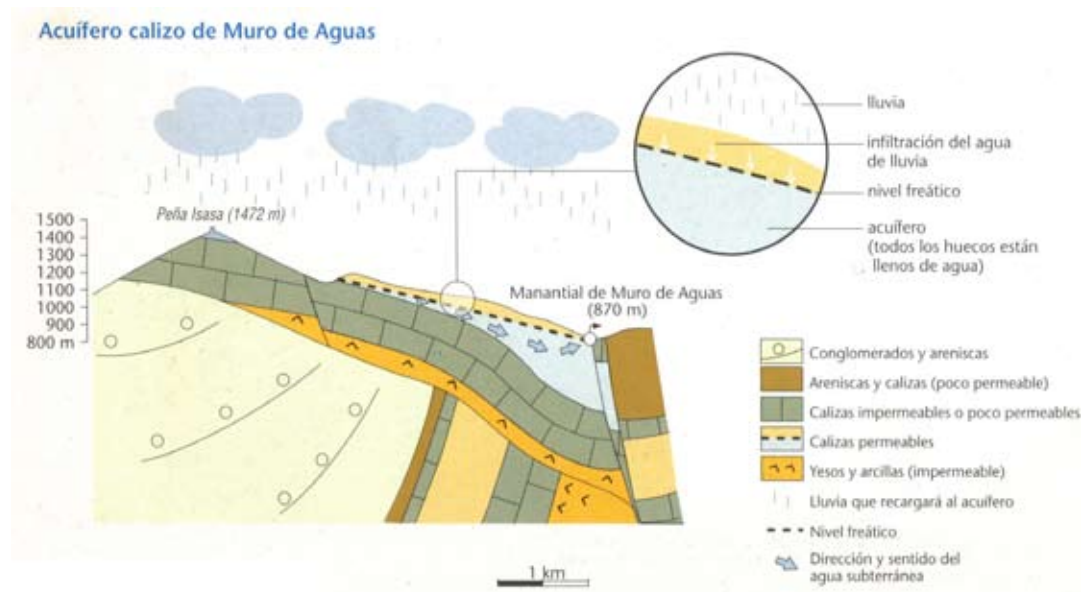 Acuífero calizo de Muro de Aguas
lluvia
infiltración del agua
de lluvia
nivel freático
acuífero
(todos los huecos están
llenos de agua)
Peña Isasa (1472 m)
1500
1400
1300
1200
1100
1000
900
800 m
Manantial de Muro de Aguas
(870 m)
Conglomerados y areniscas
Areniscas y calizas (poco permeable)
Calizas impermeables o poco permeables
Calizas permeables
Yesos y arcillas (impermeable)
Lluvia que recargará al acuífero
Nivel freático
Dirección y sentido del
agua subterránea
1 km